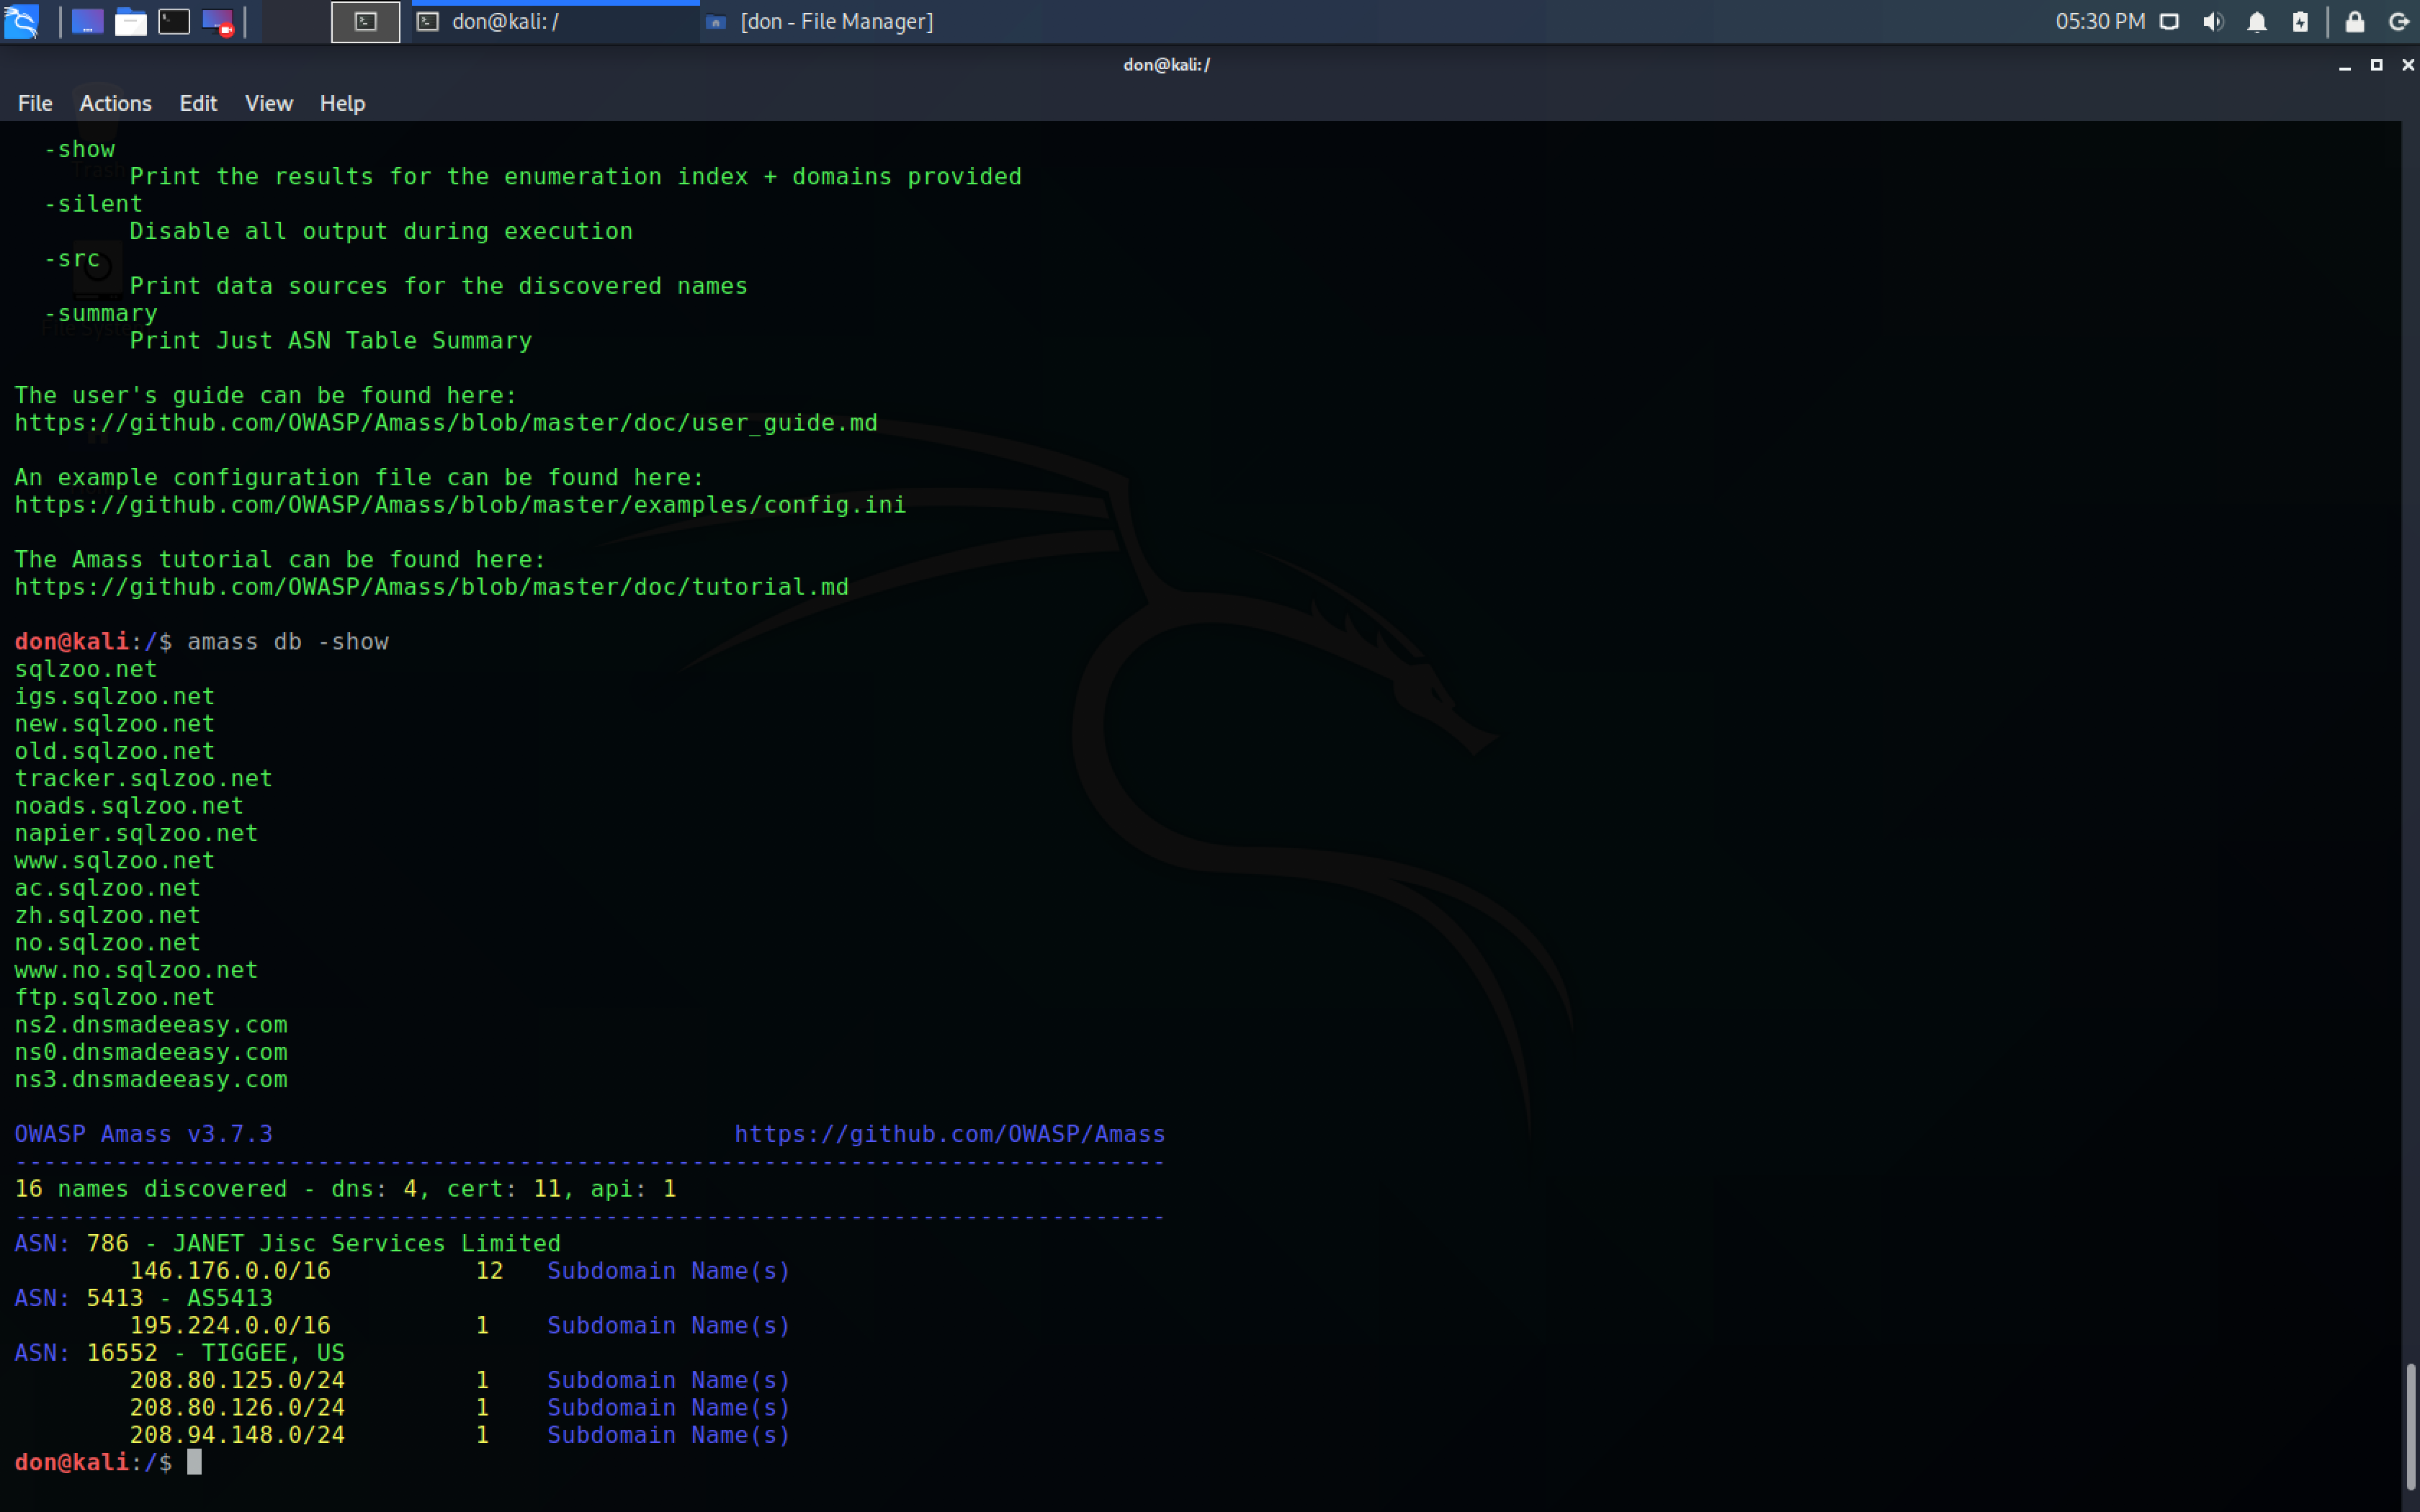 don@kali: /
[don - File Manager]
05:30 PM
don@kali: /
File Actions Edit View Help
-show
Print the results for the enumeration index + domains provided
-silent
Disable all output during execution
-src
Print data sources for the discovered names
-summary
Print Just ASN Table Summary
The user's guide can be found here:
https://github.com/OWASP/Amass/blob/master/doc/user_guide.md
An example configuration file can be found here:
https://github.com/OWASP/Amass/blob/master/examples/config.ini
The Amass tutorial can be found here:
https://github.com/OWASP/Amass/blob/master/doc/tutorial.md
don@kali:/$ amass db -show
sqlzoo.net
igs.sqlzoo.net
new.sqlzoo.net
old.sqlzoo.net
tracker.sqlzoo.net
noads.sqlzoo.net
napier.sqlzoo.net
www.sqlzoo.net
ac.sqlzoo.net
zh.sqlzoo.net
no.sqlzoo.net
www.no.sqlzoo.net
ftp.sqlzoo.net
ns2.dnsmadeeasy.com
ns0.dnsmadeeasy.com
ns3.dnsmadeeasy.com
OWASP Amass v3.7.3 https://github.com/OWASP/Amass
--------------------------------------------------------------------------------
16 names discovered - dns: 4, cert: 11, api: 1
--------------------------------------------------------------------------------
ASN: 786 - JANET Jisc Services Limited
146.176.0.0/16 12 Subdomain Name(s)
ASN: 5413 - AS5413
195.224.0.0/16 1 Subdomain Name(s)
ASN: 16552 - TIGGEE, US
208.80.125.0/24 1 Subdomain Name(s)
208.80.126.0/24 1 Subdomain Name(s)
208.94.148.0/24 1 Subdomain Name(s)
don@kali:/$